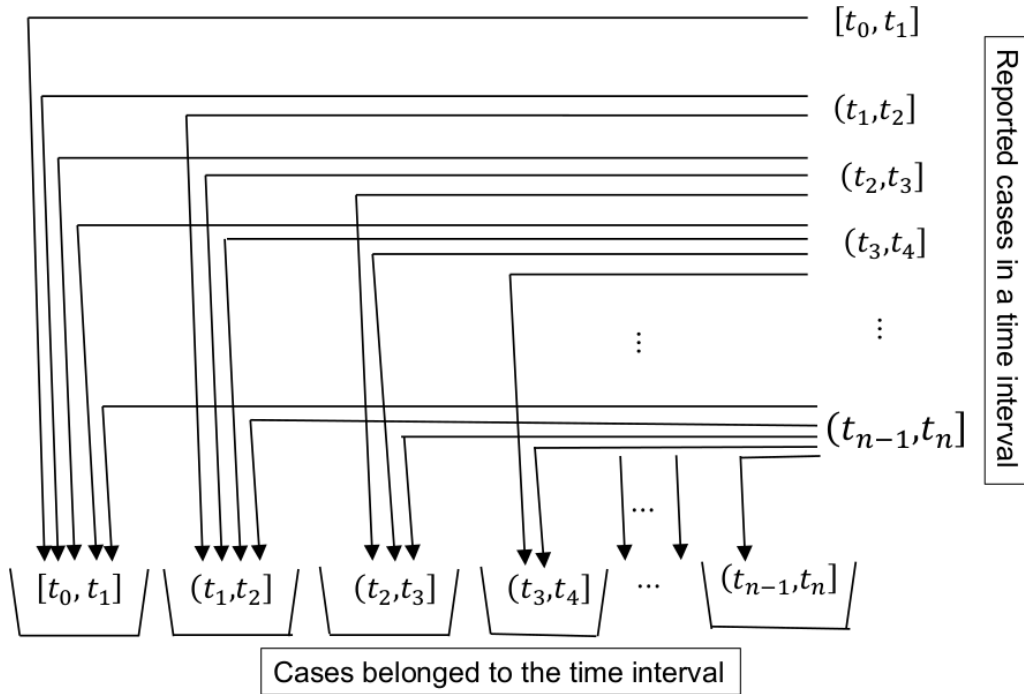 [t₀, t₁]
(t₁,t₂]
(t₂,t₃]
(t₃,t₄]
⋮ ⋮
(tₙ₋₁,tₙ]
Reported cases in a time interval
...
[t₀, t₁] (t₁,t₂] (t₂,t₃] (t₃,t₄] ... (tₙ₋₁,tₙ]
Cases belonged to the time interval